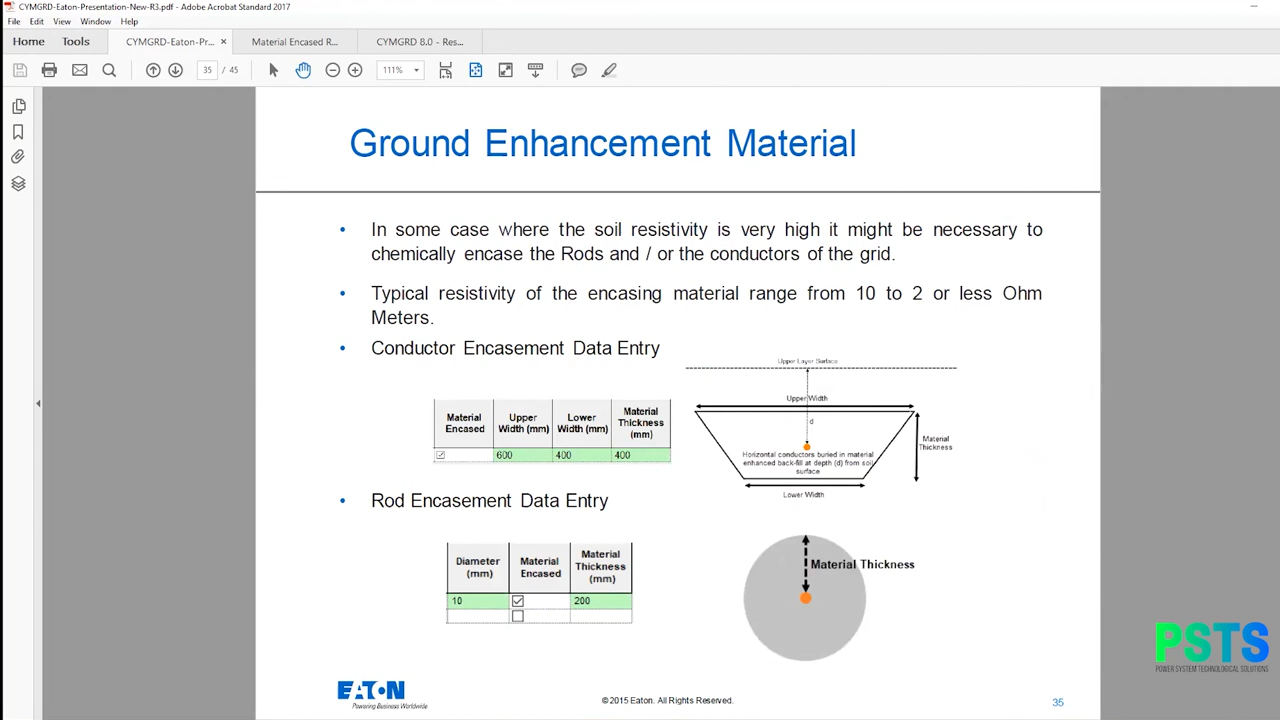 CYMGRD-Eaton-Presentation-New-R3.pdf - Adobe Acrobat Standard 2017
File Edit View Window Help
Home Tools CYMGRD-Eaton-Pr... × Material Encased R... CYMGRD 8.0 - Res...
35 / 45 111%
Ground Enhancement Material
• In some case where the soil resistivity is very high it might be necessary to
chemically encase the Rods and / or the conductors of the grid.
• Typical resistivity of the encasing material range from 10 to 2 or less Ohm
Meters.
• Conductor Encasement Data Entry
Upper Layer Surface
Upper Width
d
Material
Thickness
Horizontal conductors buried in material
enhanced back-fill at depth (d) from soil
surface
Lower Width
Material
Encased
Upper
Width (mm)
Lower
Width (mm)
Material
Thickness
(mm)
600 400 400
• Rod Encasement Data Entry
Diameter
(mm)
Material
Encased
Material
Thickness
(mm)
10 200
Material Thickness
PSTS
POWER SYSTEM TECHNOLOGICAL SOLUTIONS
EATON
Powering Business Worldwide
© 2015 Eaton. All Rights Reserved.
35